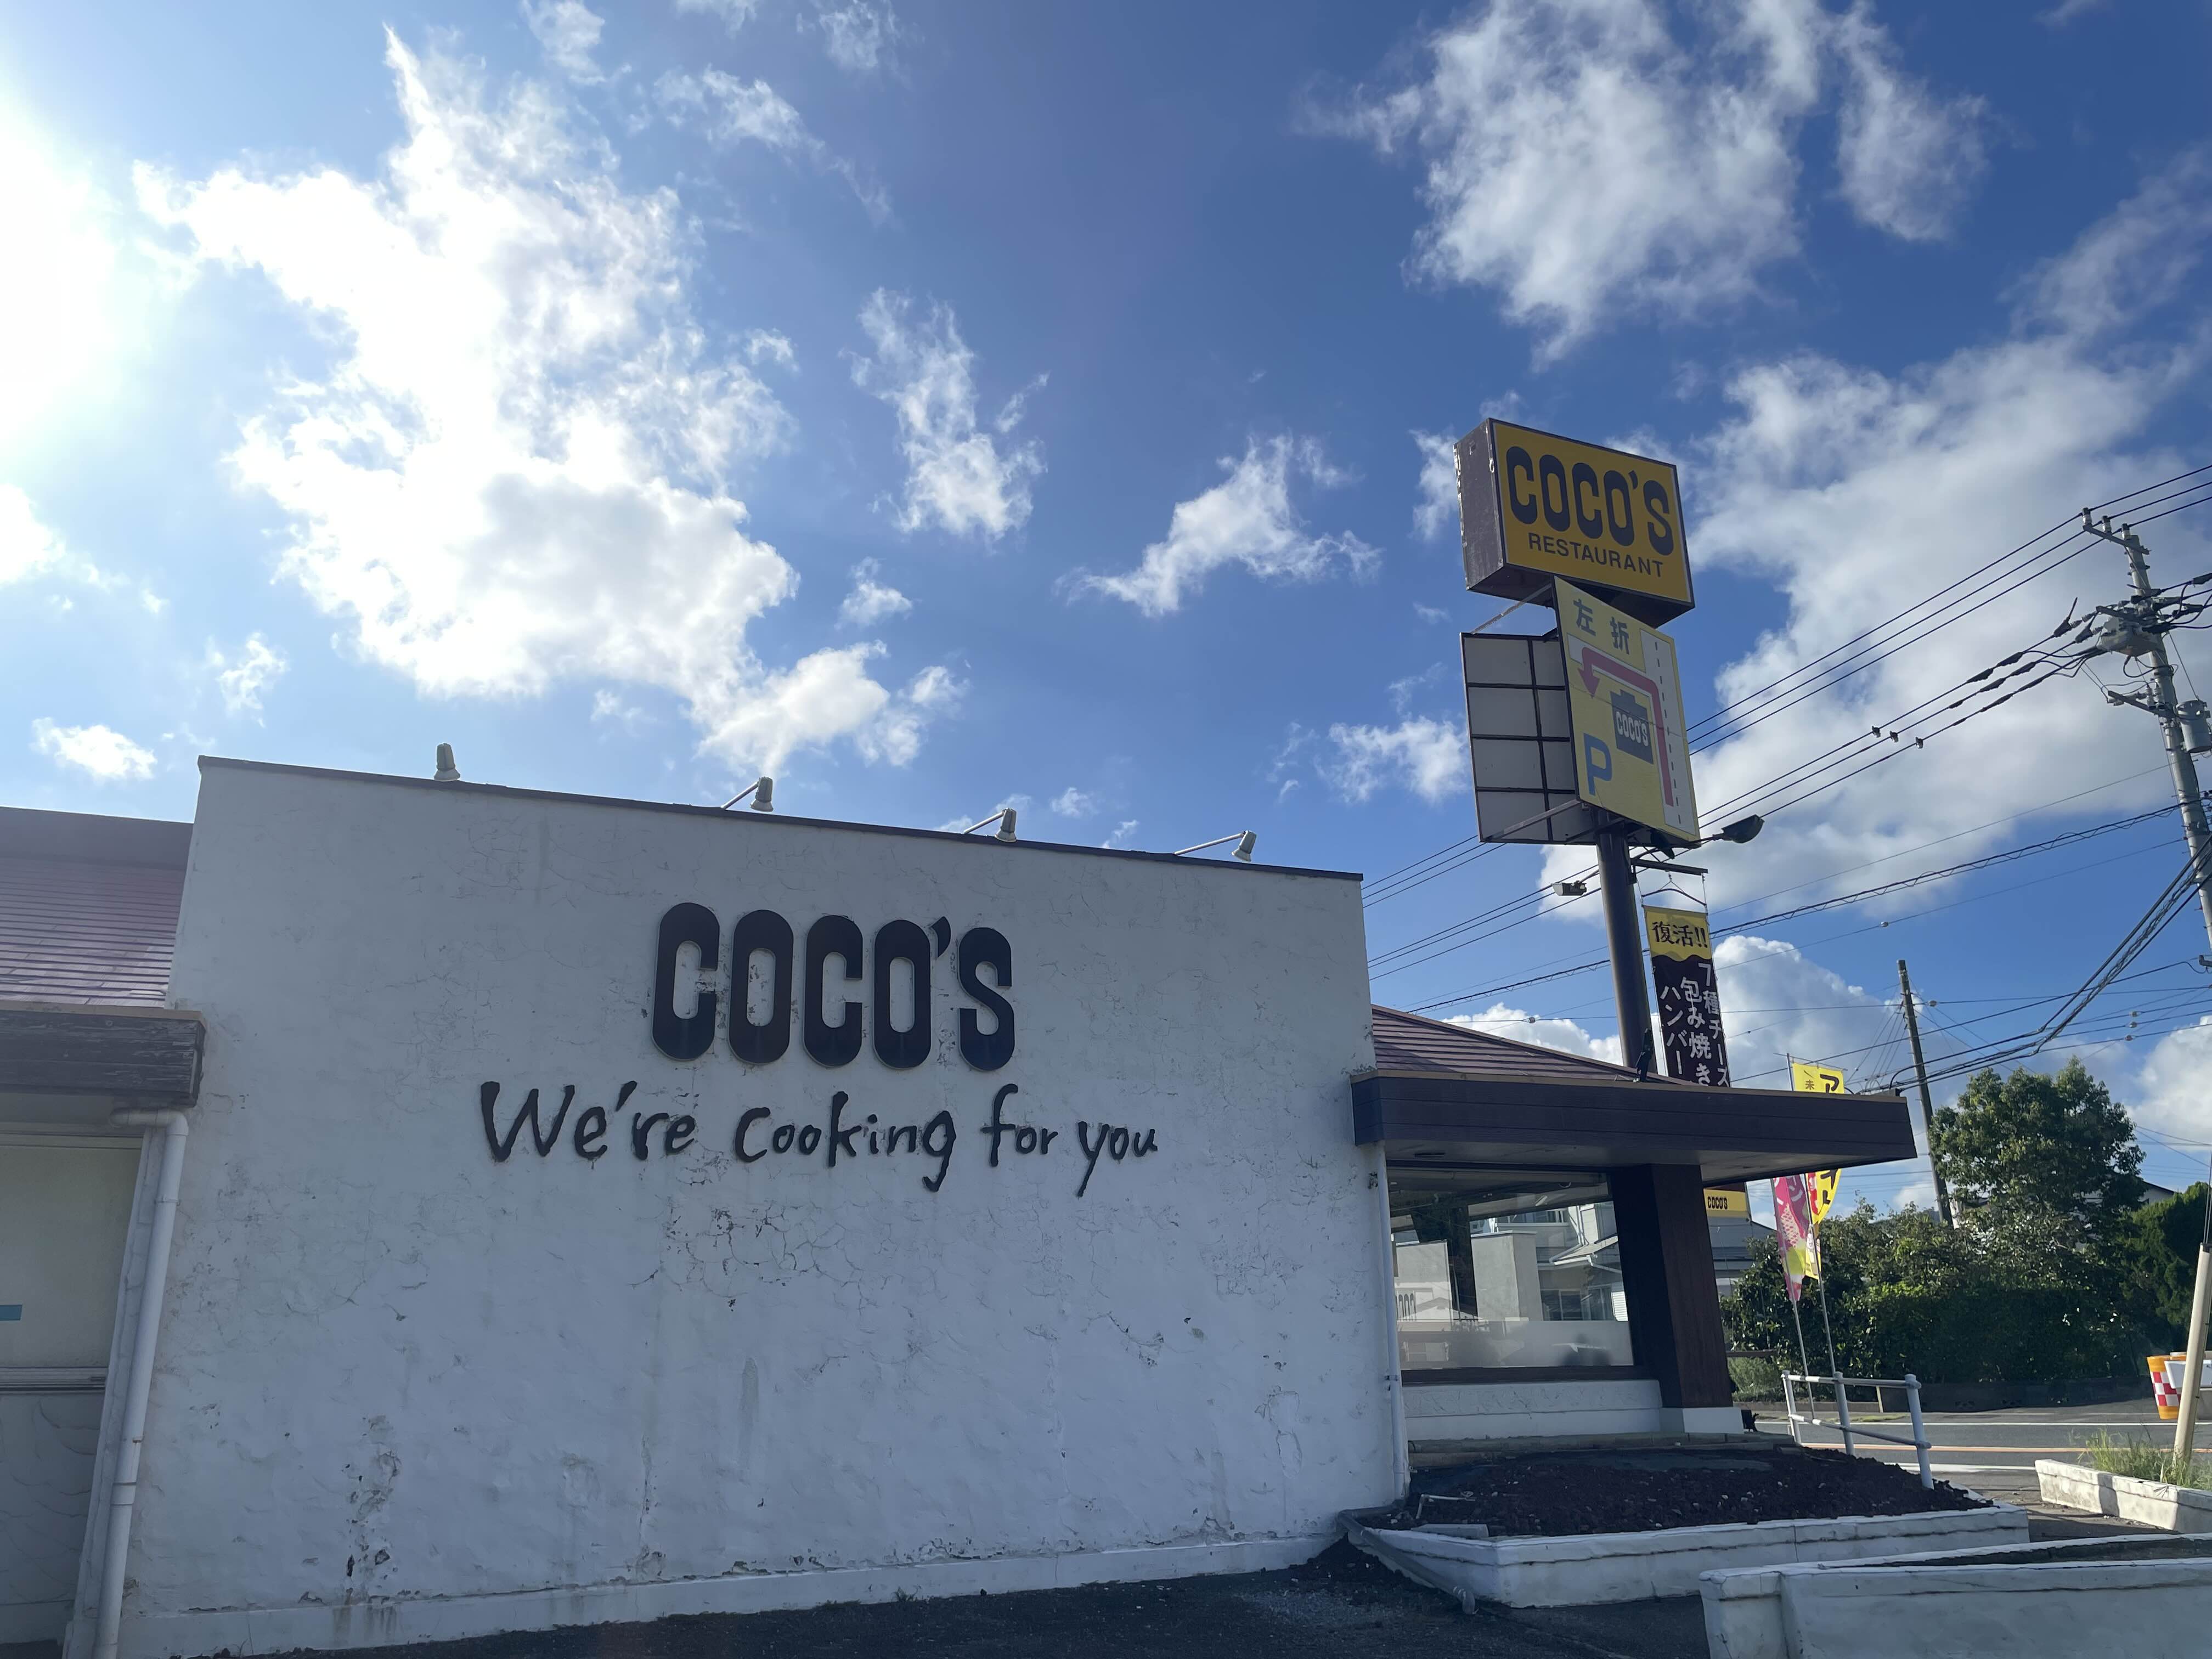 COCO'S
We're cooking for you
COCO'S
RESTAURANT
左折
COCO'S
P
復活!!
7種チーズ
包み焼き
ハンバー
COCO'S